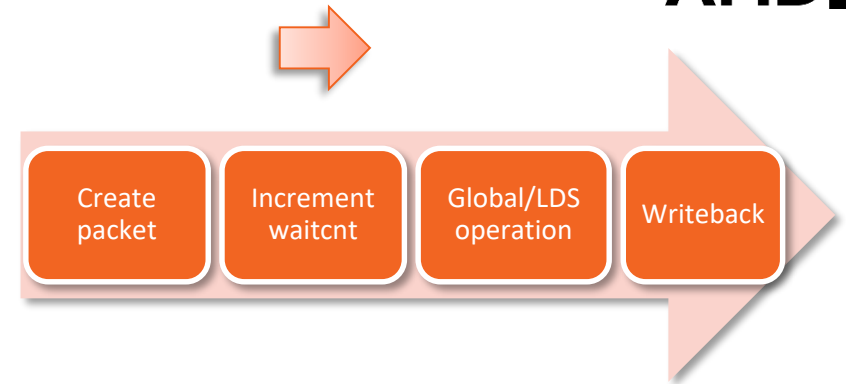 Create
packet
Increment
waitcnt
Global/LDS
operation
Writeback